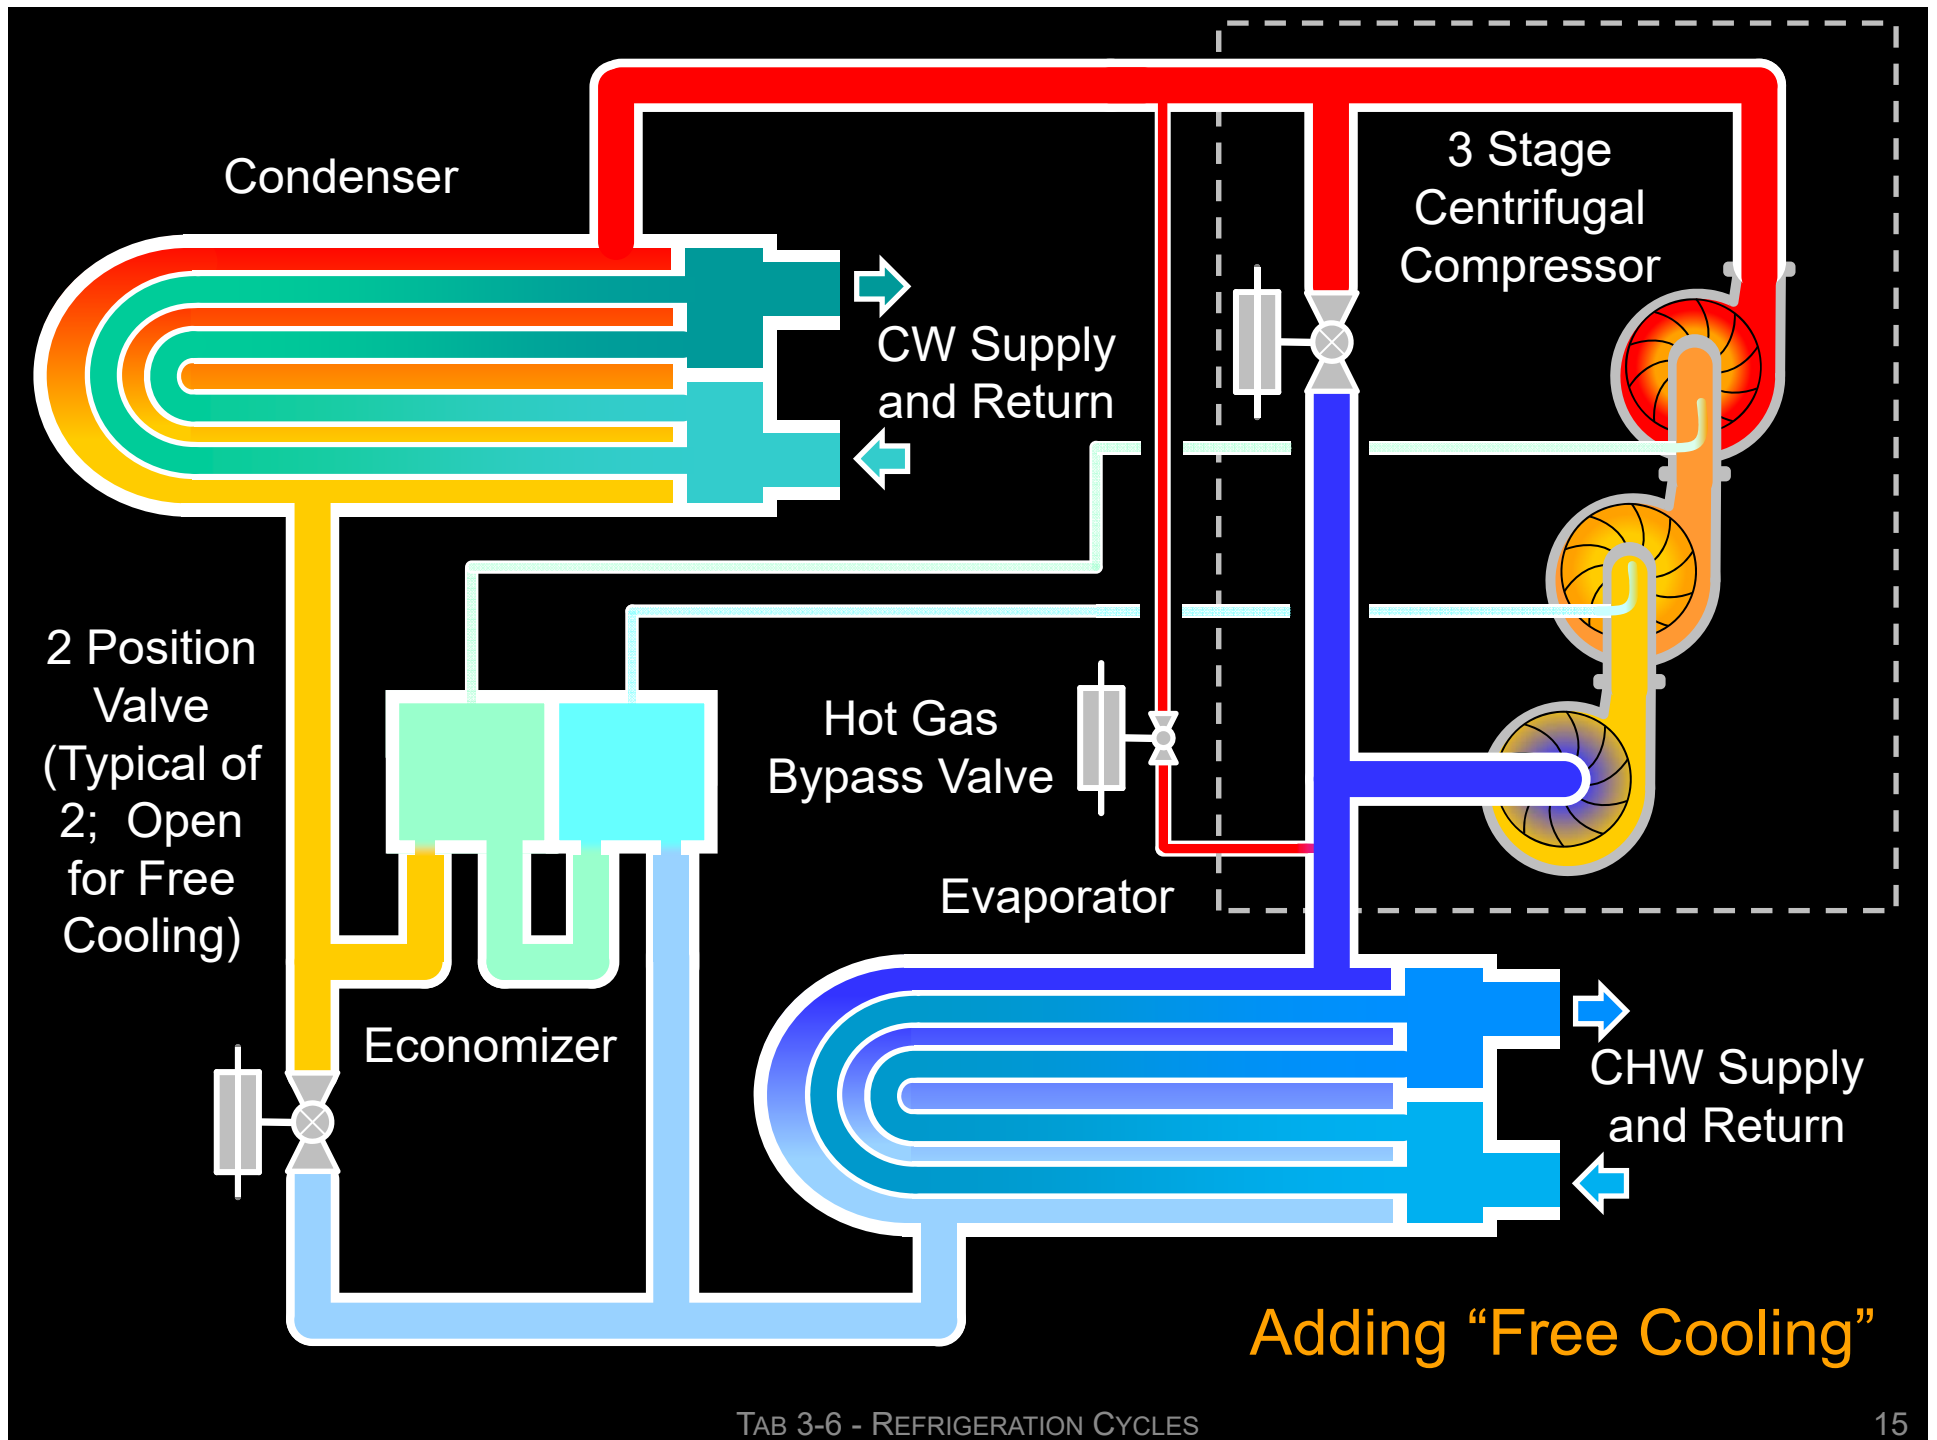 3 Stage
Centrifugal
Compressor
Condenser
CW Supply
and Return
2 Position
Valve
(Typical of
2;  Open
for Free
Cooling)
Hot Gas
Bypass Valve
Evaporator
Economizer
CHW Supply
and Return
Adding “Free Cooling”
TAB 3-6 - REFRIGERATION CYCLES
15